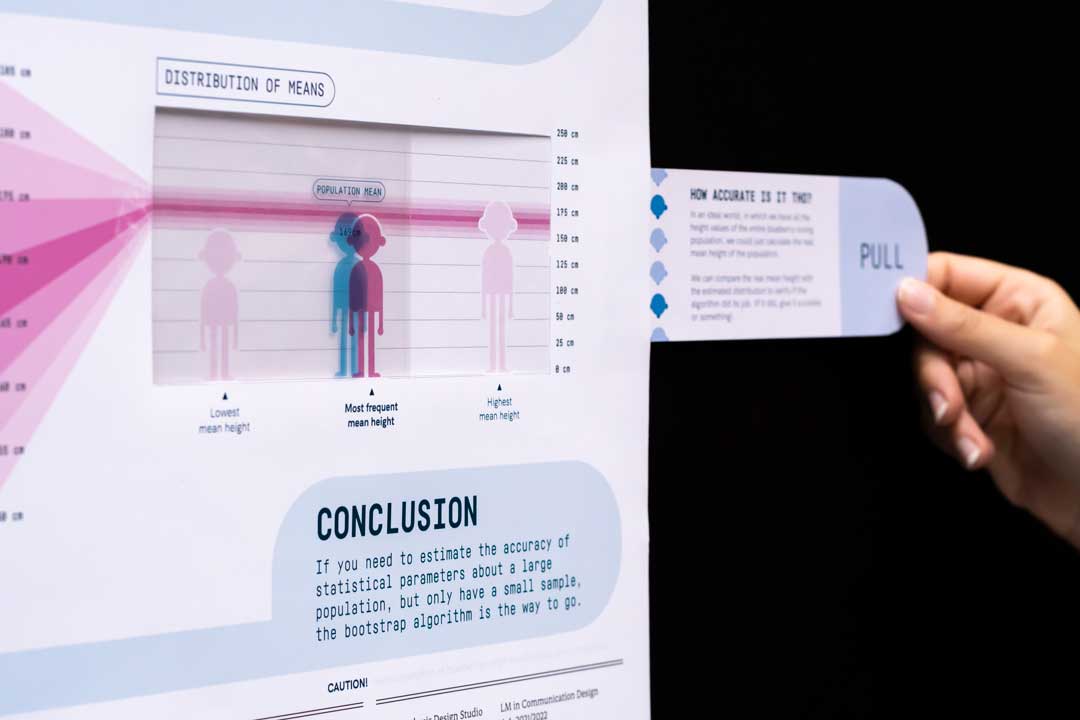 DISTRIBUTION OF MEANS
250 cm
225 cm
200 cm
175 cm
150 cm
125 cm
100 cm
50 cm
25 cm
0 cm
POPULATION MEAN
Lowest
mean height
Most frequent
mean height
Highest
mean height
HOW ACCURATE IS IT THO?
In an ideal world, in which we have all the
height values of the entire
population, we could just calculate the real
mean height of the population.
We can compare the real mean height with
the estimated distribution to verify if the
algorithm did its job.
or something!
PULL
CONCLUSION
If you need to estimate the accuracy of
statistical parameters about a large
population, but only have a small sample,
the bootstrap algorithm is the way to go.
CAUTION!
Design Studio
LM in Communication Design
2021/2022